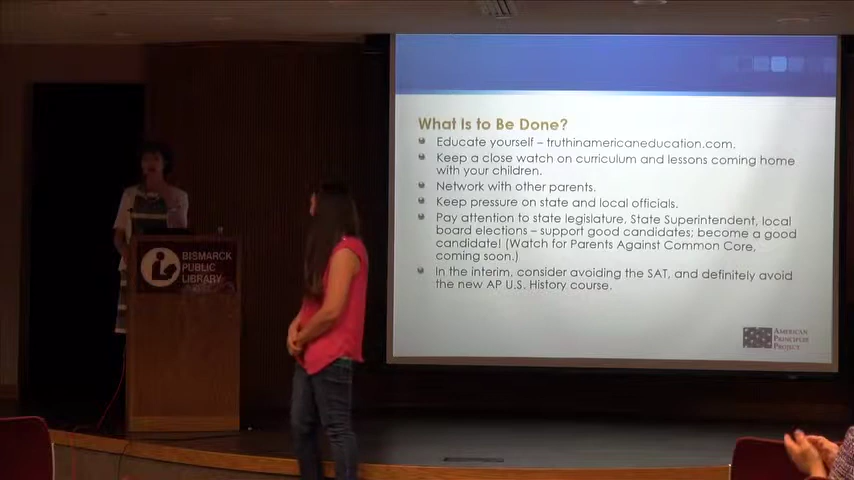 What Is to Be Done?
Educate yourself – truthinamericaneducation.com.
Keep a close watch on curriculum and lessons coming home
with your children.
Network with other parents.
Keep pressure on state and local officials.
Pay attention to state legislature, State Superintendent, local
board elections – support good candidates; become a good
candidate! (Watch for Parents Against Common Core,
coming soon.)
In the interim, consider avoiding the SAT, and definitely avoid
the new AP U.S. History course.
AMERICAN
PRINCIPLES
PROJECT
BISMARCK
PUBLIC
LIBRARY